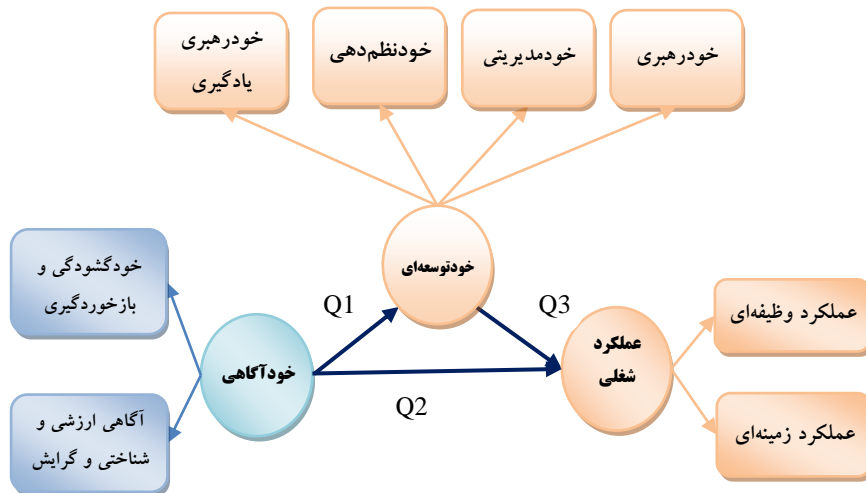 خودرهبری
خودمدیریتی
خودنظم‌دهی
خودرهبری
یادگیری
خودتوسعه‌ای
خودگشودگی و
بازخوردگیری
Q1
Q3
عملکرد وظیفه‌ای
خودآگاهی
عملکرد
شغلی
Q2
آگاهی ارزشی و
شناختی و گرایش
عملکرد زمینه‌ای